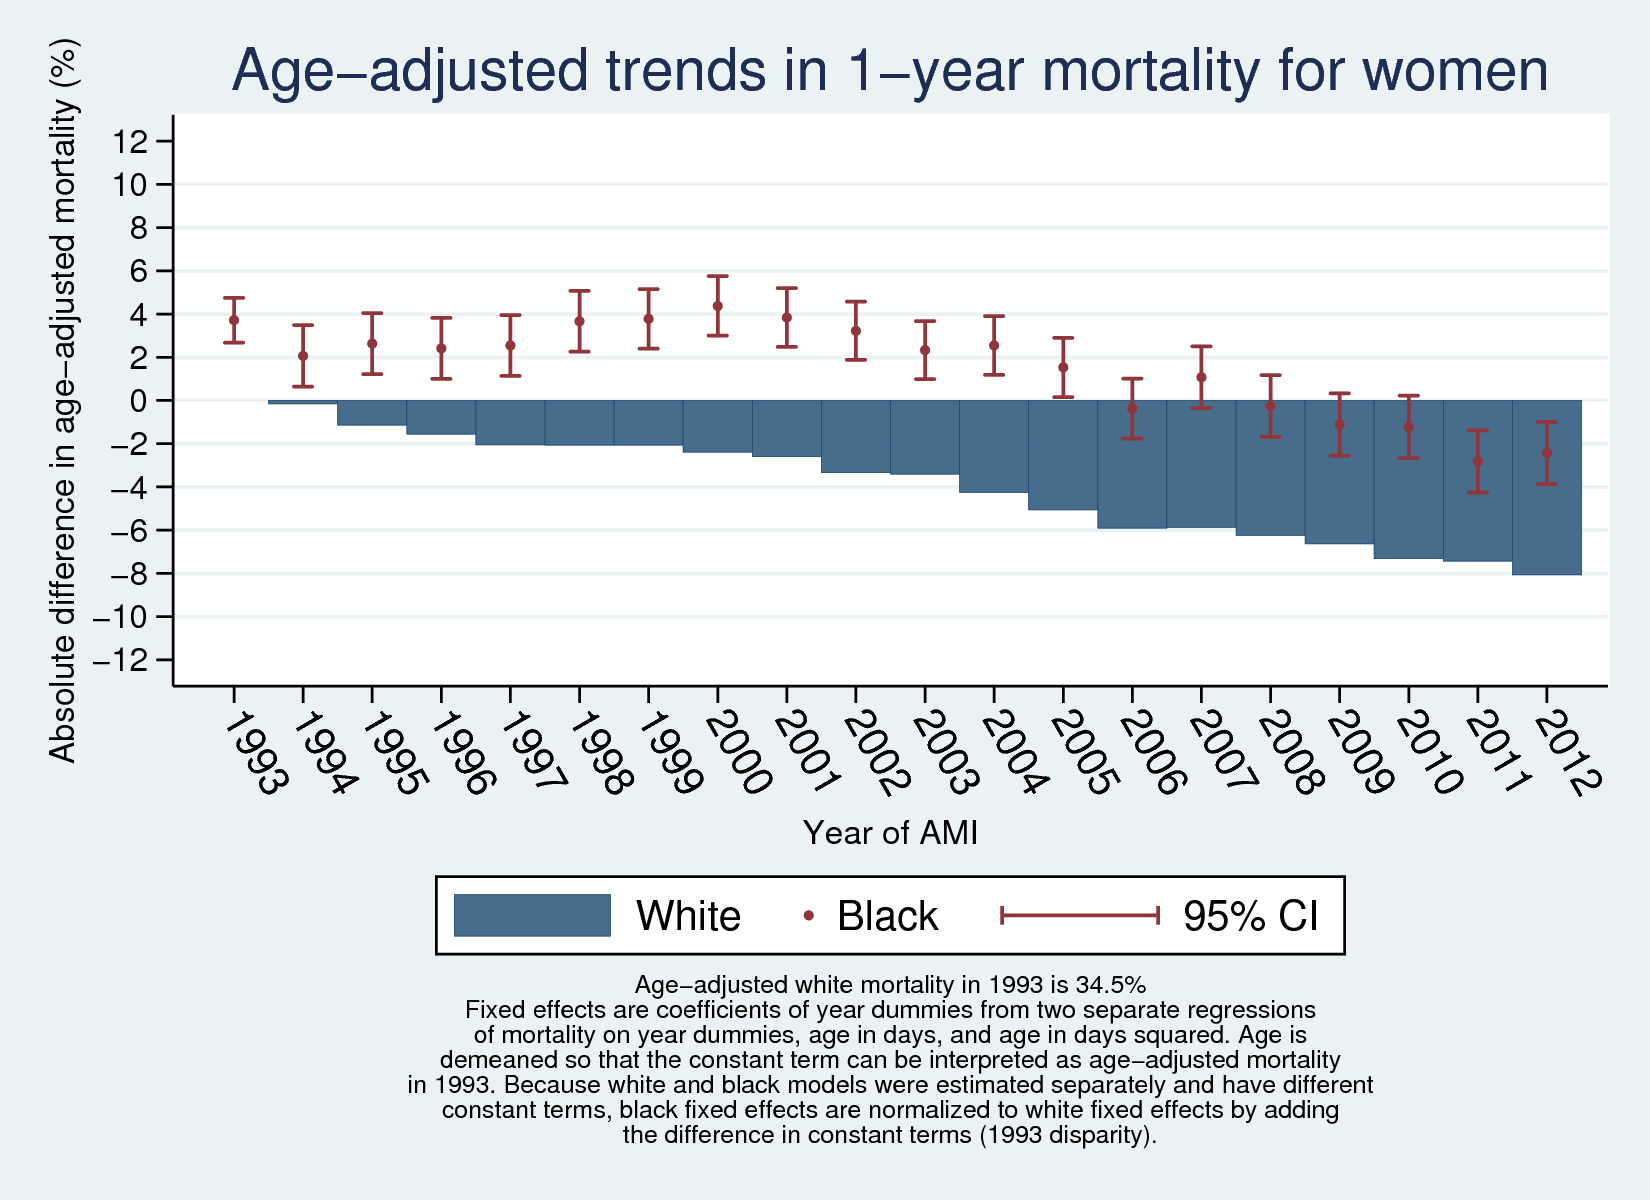 Age–adjusted trends in 1–year mortality for women
Absolute difference in age–adjusted mortality (%)
12
10
8
6
4
2
0
−2
−4
−6
−8
−10
−12
1993 1994 1995 1996 1997 1998 1999 2000 2001 2002 2003 2004 2005 2006 2007 2008 2009 2010 2011 2012
Year of AMI
White Black 95% CI
Age–adjusted white mortality in 1993 is 34.5%
Fixed effects are coefficients of year dummies from two separate regressions
of mortality on year dummies, age in days, and age in days squared. Age is
demeaned so that the constant term can be interpreted as age–adjusted mortality
in 1993. Because white and black models were estimated separately and have different
constant terms, black fixed effects are normalized to white fixed effects by adding
the difference in constant terms (1993 disparity).